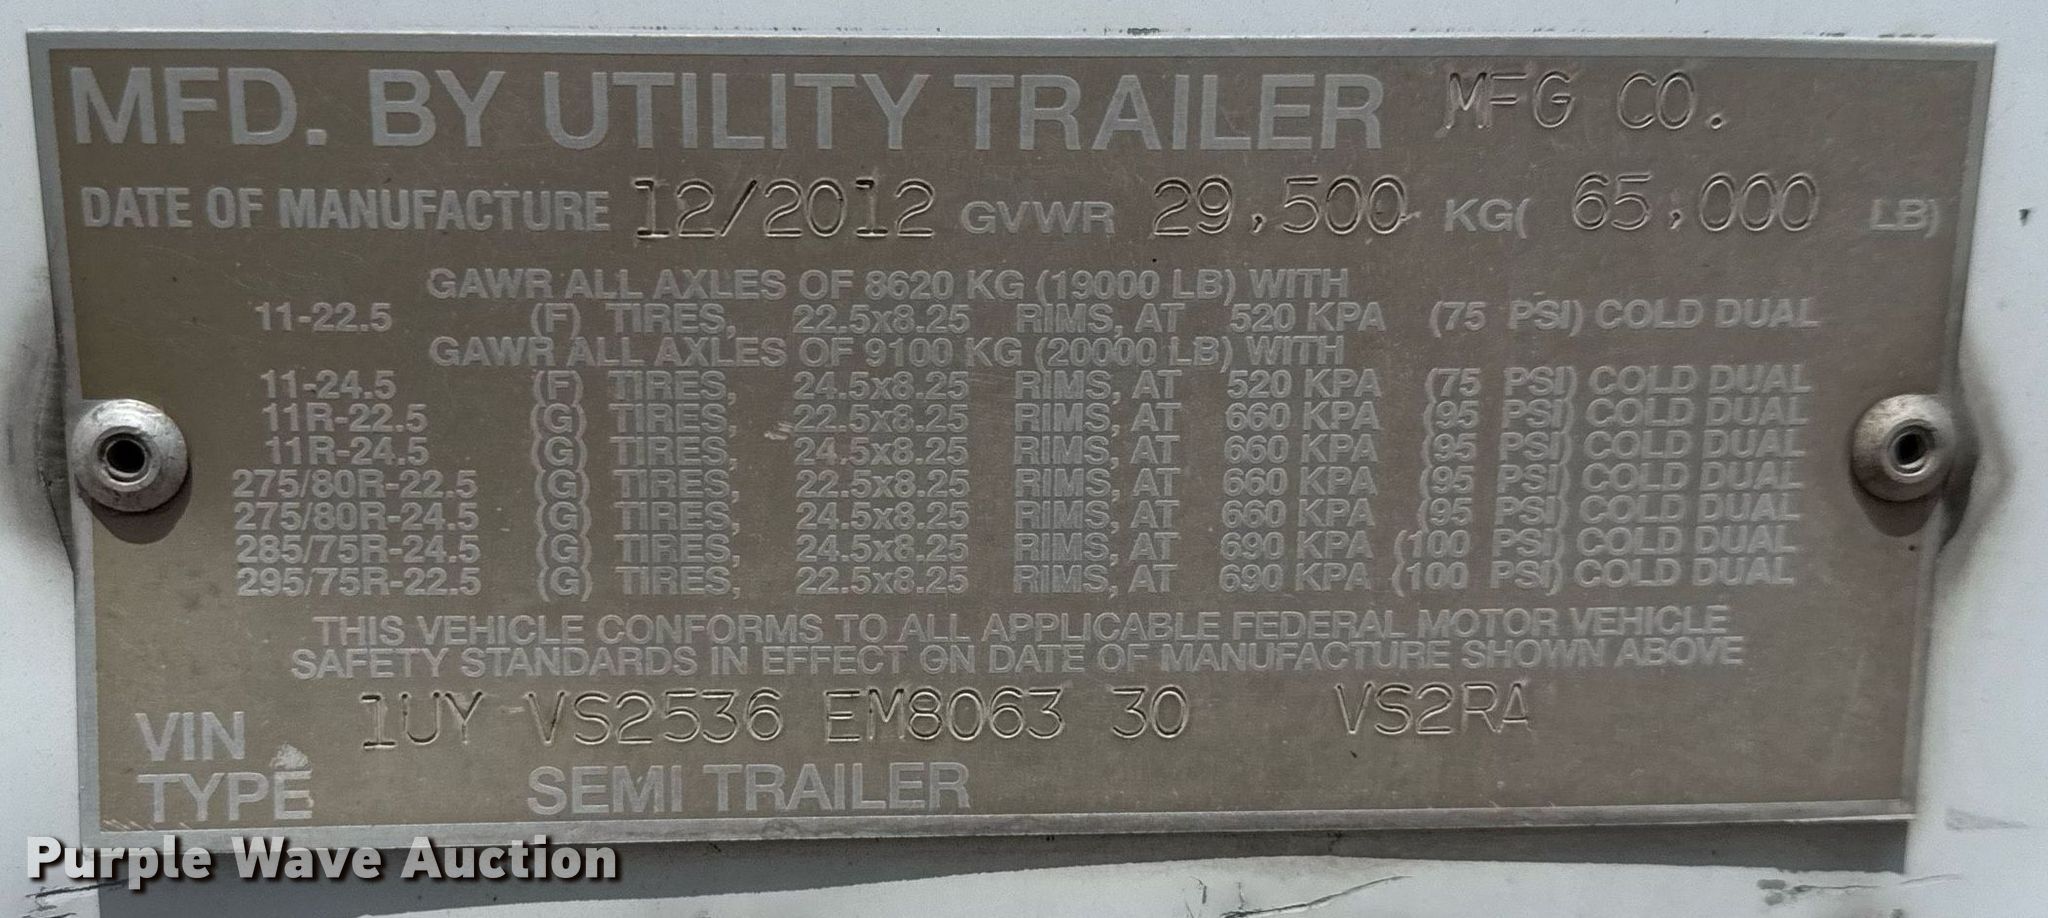 MFD. BY UTILITY TRAILER MFG CO.
DATE OF MANUFACTURE 12/2012 GVWR 29,500 KG( 65,000 LB)
GAWR ALL AXLES OF 8620 KG (19000 LB) WITH
11-22.5 (F) TIRES, 22.5x8.25 RIMS, AT 520 KPA (75 PSI) COLD DUAL
GAWR ALL AXLES OF 9100 KG (20000 LB) WITH
11-24.5 (F) TIRES, 24.5x8.25 RIMS, AT 520 KPA (75 PSI) COLD DUAL
11R-22.5 (G) TIRES, 22.5x8.25 RIMS, AT 660 KPA (95 PSI) COLD DUAL
11R-24.5 (G) TIRES, 24.5x8.25 RIMS, AT 660 KPA (95 PSI) COLD DUAL
275/80R-22.5 (G) TIRES, 22.5x8.25 RIMS, AT 660 KPA (95 PSI) COLD DUAL
275/80R-24.5 (G) TIRES, 24.5x8.25 RIMS, AT 660 KPA (95 PSI) COLD DUAL
285/75R-24.5 (G) TIRES, 24.5x8.25 RIMS, AT 690 KPA (100 PSI) COLD DUAL
295/75R-22.5 (G) TIRES, 22.5x8.25 RIMS, AT 690 KPA (100 PSI) COLD DUAL
THIS VEHICLE CONFORMS TO ALL APPLICABLE FEDERAL MOTOR VEHICLE
SAFETY STANDARDS IN EFFECT ON DATE OF MANUFACTURE SHOWN ABOVE
VIN 1UY VS2536 EM8063 30 VS2RA
TYPE SEMI TRAILER
Purple Wave Auction